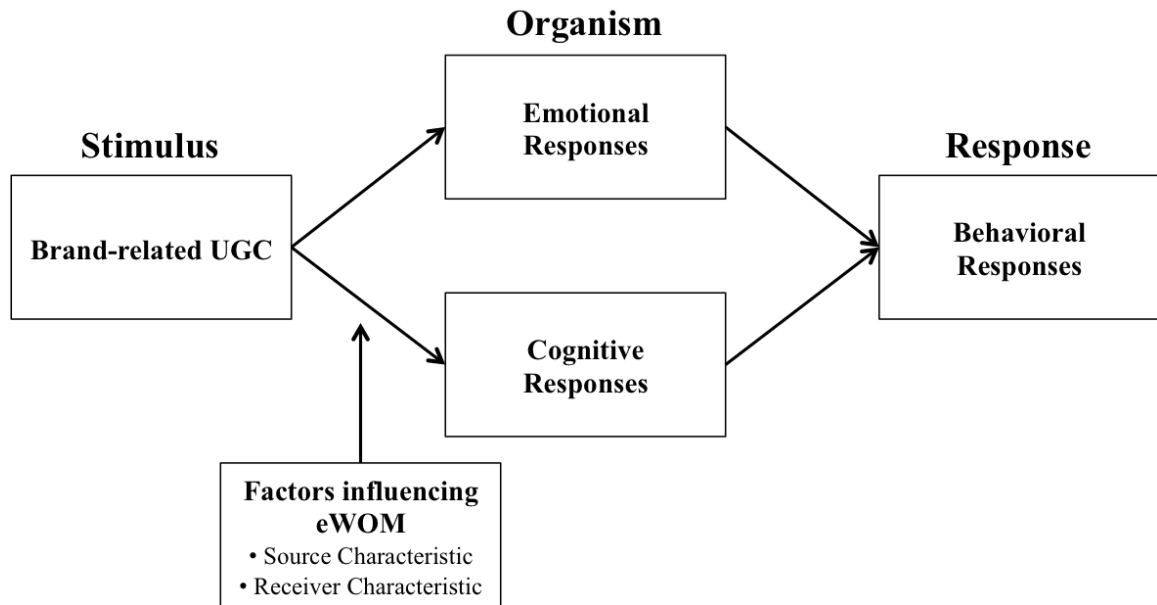 Organism
Emotional
Responses
Stimulus
Brand-related UGC
Response
Behavioral
Responses
Cognitive
Responses
Factors influencing
eWOM
• Source Characteristic
• Receiver Characteristic